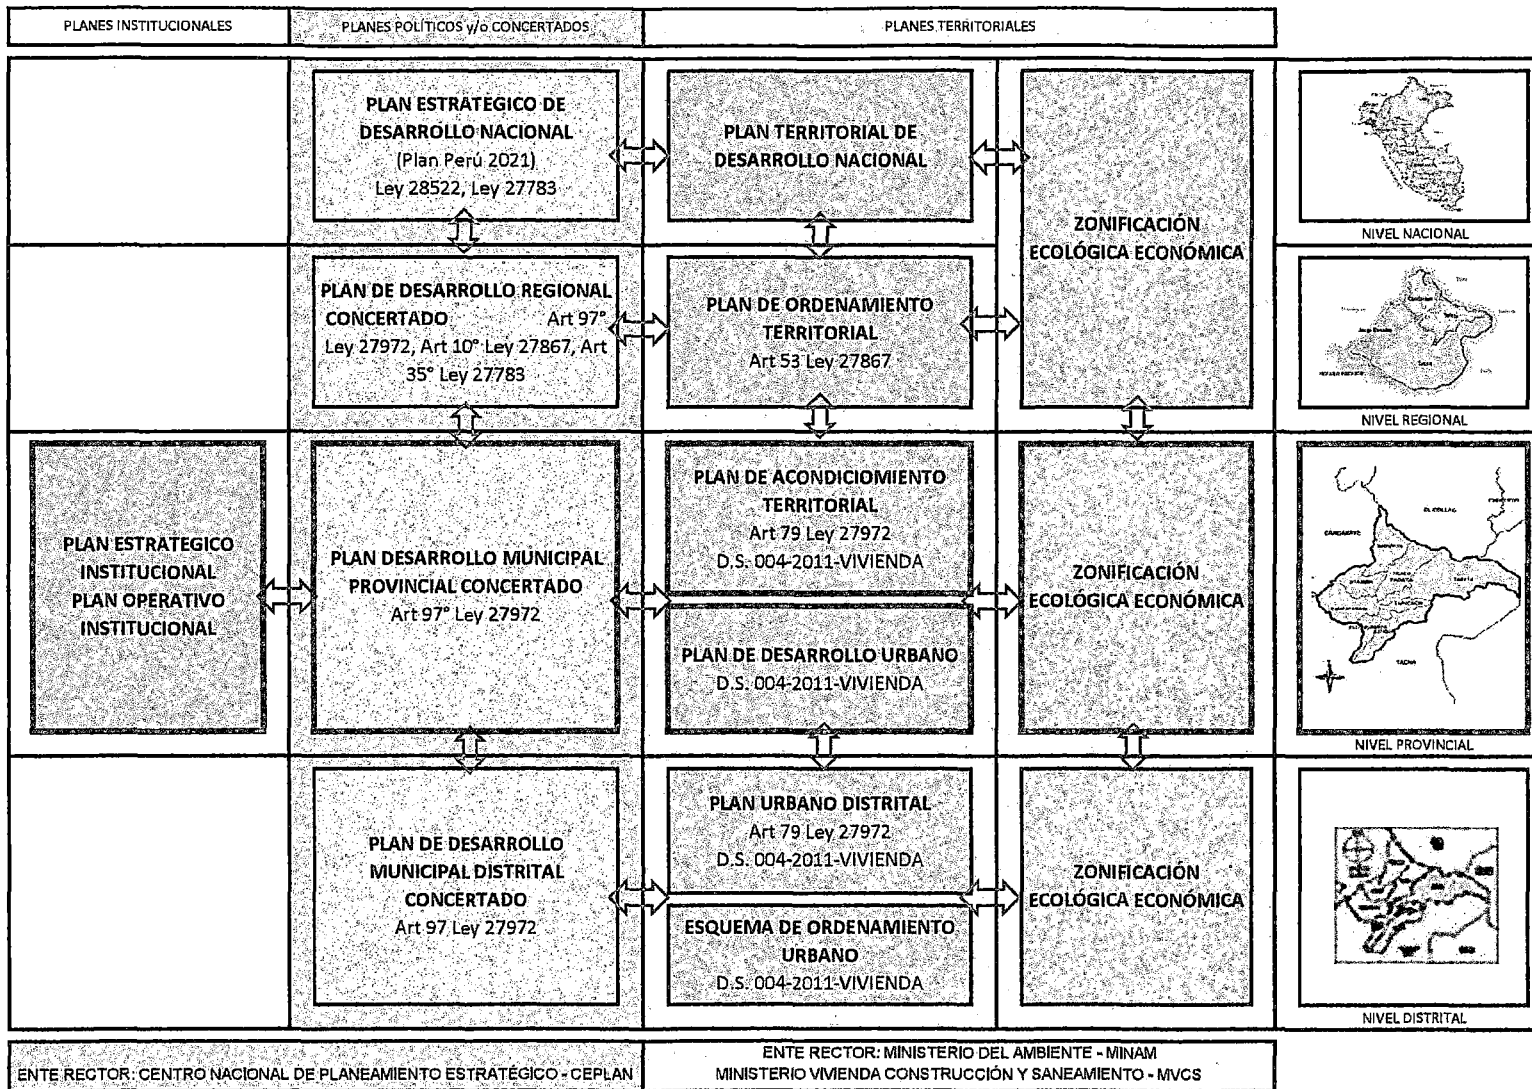 PLANES INSTITUCIONALES
PLANES POLÍTICOS y/o CONCERTADOS
PLANES TERRITORIALES
PLAN ESTRATEGICO DE
DESARROLLO NACIONAL
(Plan Perú 2021)
Ley 28522, Ley 27783
PLAN TERRITORIAL DE
DESARROLLO NACIONAL
ZONIFICACIÓN
ECOLÓGICA ECONÓMICA
NIVEL NACIONAL
PLAN DE DESARROLLO REGIONAL
CONCERTADO Art 97°
Ley 27972, Art 10° Ley 27867, Art
35° Ley 27783
PLAN DE ORDENAMIENTO
TERRITORIAL
Art 53 Ley 27867
NIVEL REGIONAL
PLAN ESTRATEGICO
INSTITUCIONAL
PLAN OPERATIVO
INSTITUCIONAL
PLAN DESARROLLO MUNICIPAL
PROVINCIAL CONCERTADO
Art 97° Ley 27972
PLAN DE ACONDICIOMIENTO
TERRITORIAL
Art 79 Ley 27972
D.S. 004-2011-VIVIENDA
PLAN DE DESARROLLO URBANO
D.S. 004-2011-VIVIENDA
ZONIFICACIÓN
ECOLÓGICA ECONÓMICA
EL COLLAO
CANDARAVE
TACNA
NIVEL PROVINCIAL
PLAN DE DESARROLLO
MUNICIPAL DISTRITAL
CONCERTADO
Art 97 Ley 27972
PLAN URBANO DISTRITAL
Art 79 Ley 27972
D.S. 004-2011-VIVIENDA
ESQUEMA DE ORDENAMIENTO
URBANO
D.S. 004-2011-VIVIENDA
ZONIFICACIÓN
ECOLÓGICA ECONÓMICA
NIVEL DISTRITAL
ENTE RECTOR: CENTRO NACIONAL DE PLANEAMIENTO ESTRATÉGICO - CEPLAN
ENTE RECTOR: MINISTERIO DEL AMBIENTE - MINAM
MINISTERIO VIVIENDA CONSTRUCCIÓN Y SANEAMIENTO - MVCS